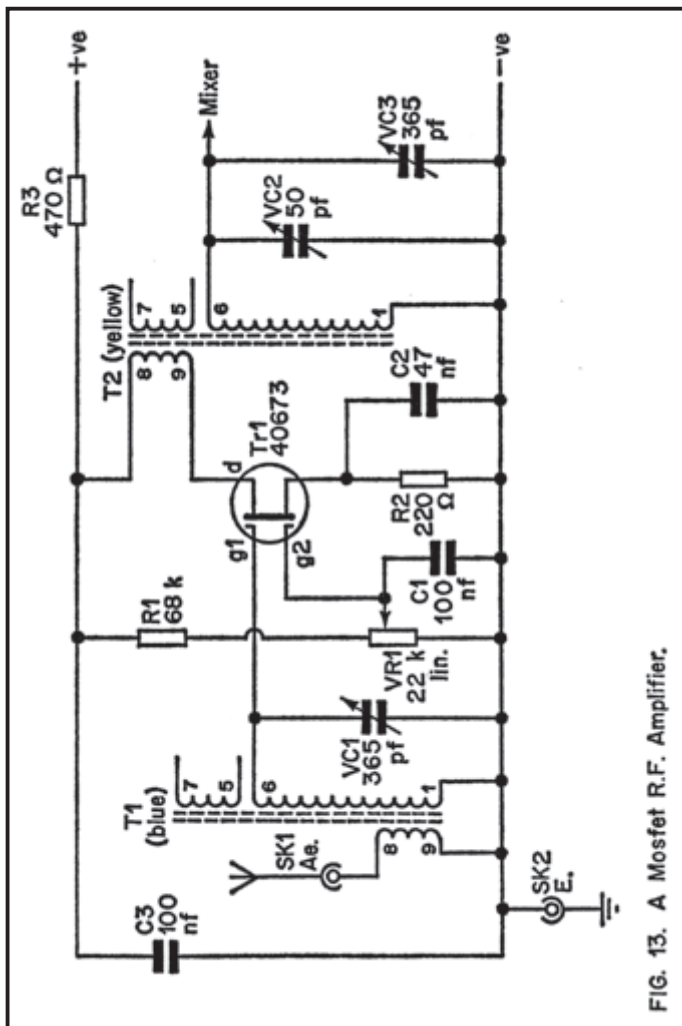 C3
100
nf
T1
(blue)
7
5
6
1
8
9
SK1
Ae.
SK2
E.
VC1
365
pf
R1
68 k
VR1
22 k
lin.
C1
100
nf
g1
g2
d
Tr1
40673
R2
220
Ω
C2
47
nf
T2 (yellow)
8
9
7
5
6
1
VC2
50
pf
VC3
365
pf
R3
470 Ω
+ve
Mixer
−ve
FIG. 13. A Mosfet R.F. Amplifier.